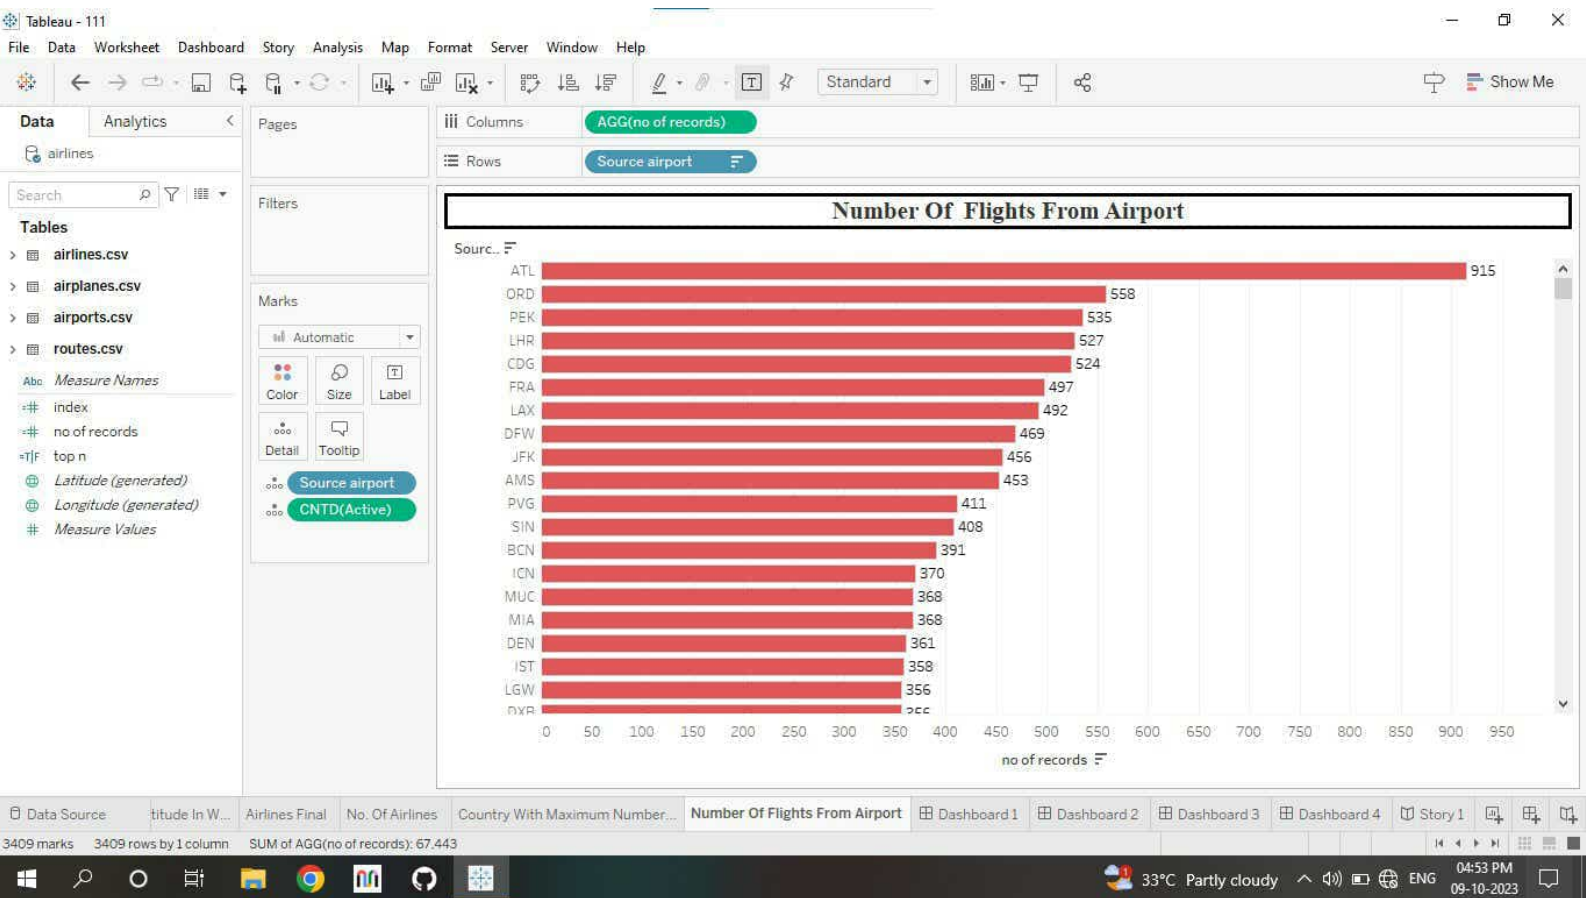 Tableau - 111
File Data Worksheet Dashboard Story Analysis Map Format Server Window Help
Standard
Show Me
Data Analytics
airlines
Search
Tables
airlines.csv
airplanes.csv
airports.csv
routes.csv
Abc Measure Names
=# index
=# no of records
=T|F top n
Latitude (generated)
Longitude (generated)
# Measure Values
Pages
Filters
Marks
Automatic
Color Size Label
Detail Tooltip
Source airport
CNTD(Active)
Columns AGG(no of records)
Rows Source airport
Number Of Flights From Airport
Sourc..
ATL 915
ORD 558
PEK 535
LHR 527
CDG 524
FRA 497
LAX 492
DFW 469
JFK 456
AMS 453
PVG 411
SIN 408
BCN 391
ICN 370
MUC 368
MIA 368
DEN 361
IST 358
LGW 356
DXB
0 50 100 150 200 250 300 350 400 450 500 550 600 650 700 750 800 850 900 950
no of records
Data Source titude In W... Airlines Final No. Of Airlines Country With Maximum Number... Number Of Flights From Airport Dashboard 1 Dashboard 2 Dashboard 3 Dashboard 4 Story 1
3409 marks 3409 rows by 1 column SUM of AGG(no of records): 67.443
1 33°C Partly cloudy ENG 04:53 PM
09-10-2023